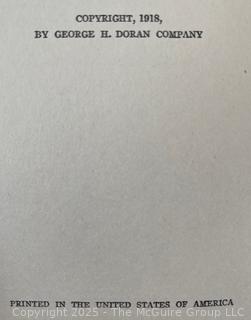 COPYRIGHT, 1918,
BY GEORGE H. DORAN COMPANY
PRINTED IN THE UNITED STATES OF AMERICA
Copyright 2025 - The McGuire Group LLC